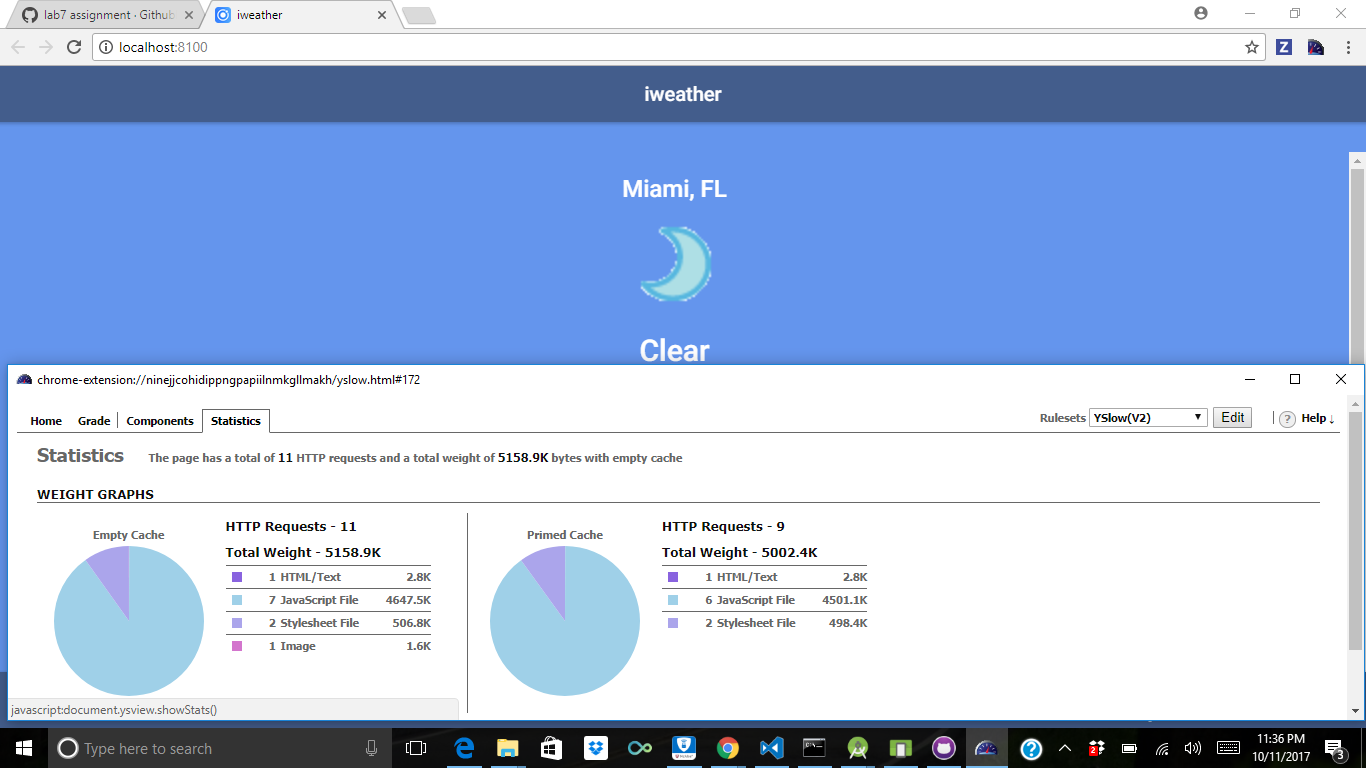 lab7 assignment · Github
iweather
localhost:8100
iweather
Miami, FL
Clear
chrome-extension://ninejjcohidippngpapiilnmkgllmakh/yslow.html#172
Home Grade Components Statistics Rulesets YSlow(V2) Edit ? Help ↓
Statistics The page has a total of 11 HTTP requests and a total weight of 5158.9K bytes with empty cache
WEIGHT GRAPHS
Empty Cache
HTTP Requests - 11
Total Weight - 5158.9K
1 HTML/Text 2.8K
7 JavaScript File 4647.5K
2 Stylesheet File 506.8K
1 Image 1.6K
Primed Cache
HTTP Requests - 9
Total Weight - 5002.4K
1 HTML/Text 2.8K
6 JavaScript File 4501.1K
2 Stylesheet File 498.4K
javascript:document.ysview.showStats()
Type here to search
11:36 PM
10/11/2017
3